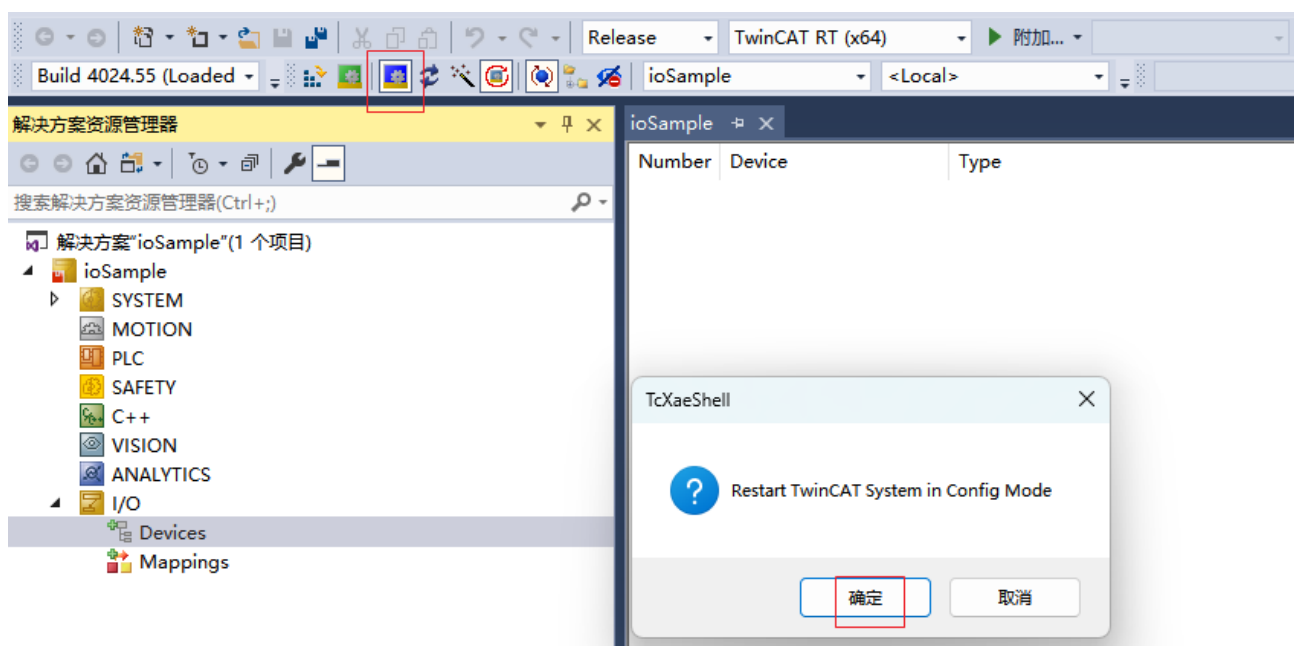 Release TwinCAT RT (x64) 附加...
Build 4024.55 (Loaded ioSample <Local>
解决方案资源管理器
搜索解决方案资源管理器(Ctrl+;)
解决方案"ioSample"(1 个项目)
ioSample
SYSTEM
MOTION
PLC
SAFETY
C++
VISION
ANALYTICS
I/O
Devices
Mappings
ioSample
Number Device Type
TcXaeShell
Restart TwinCAT System in Config Mode
确定 取消